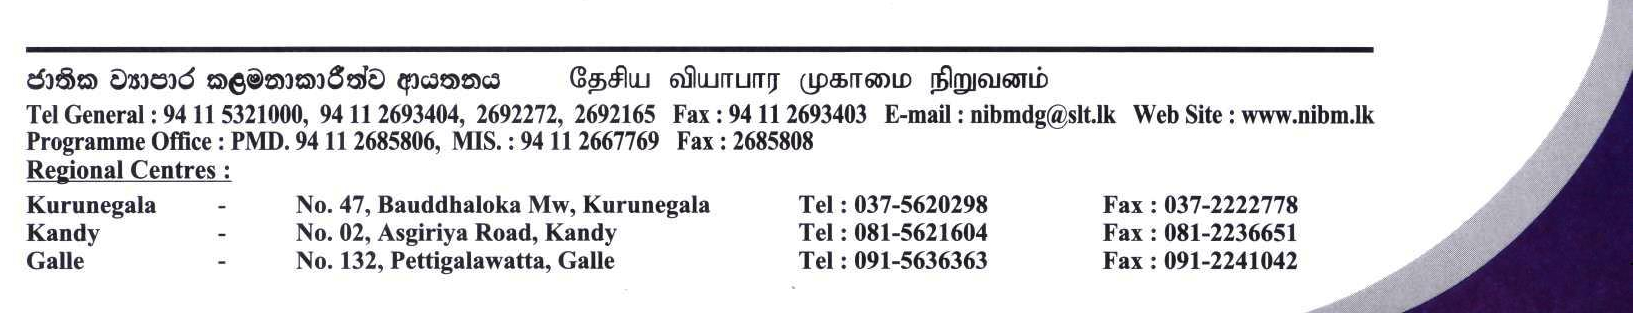 ජාතික ව්‍යාපාර කළමනාකාරීත්ව ආයතනය தேசிய வியாபார முகாமை நிறுவனம்
Tel General : 94 11 5321000, 94 11 2693404, 2692272, 2692165 Fax : 94 11 2693403 E-mail : nibmdg@slt.lk Web Site : www.nibm.lk
Programme Office : PMD. 94 11 2685806, MIS. : 94 11 2667769 Fax : 2685808
Regional Centres :
Kurunegala - No. 47, Bauddhaloka Mw, Kurunegala Tel : 037-5620298 Fax : 037-2222778
Kandy - No. 02, Asgiriya Road, Kandy Tel : 081-5621604 Fax : 081-2236651
Galle - No. 132, Pettigalawatta, Galle Tel : 091-5636363 Fax : 091-2241042